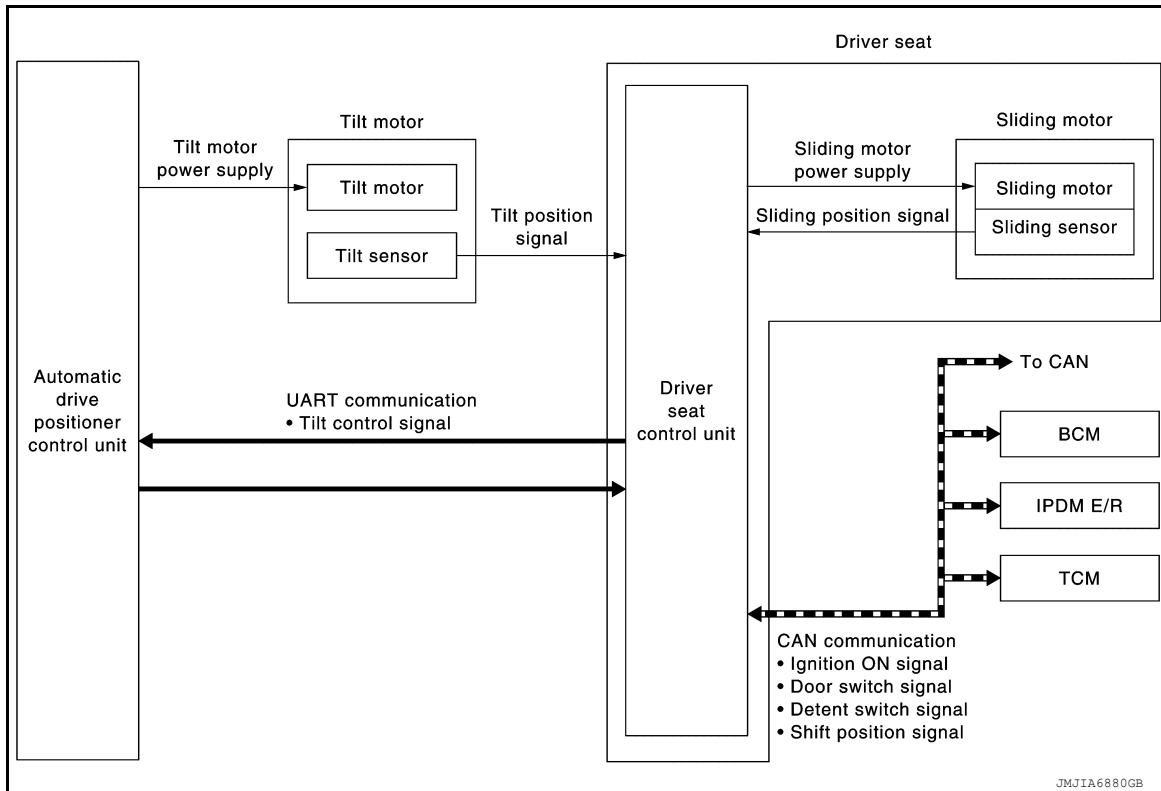 Driver seat
Tilt motor
Sliding motor
Tilt motor
power supply
Sliding motor
power supply
Tilt motor
Sliding motor
Tilt position
signal
Sliding position signal
Sliding sensor
Tilt sensor
To CAN
Automatic
drive
positioner
control unit
UART communication
• Tilt control signal
Driver
seat
control unit
BCM
IPDM E/R
TCM
CAN communication
• Ignition ON signal
• Door switch signal
• Detent switch signal
• Shift position signal
JMJIA6880GB